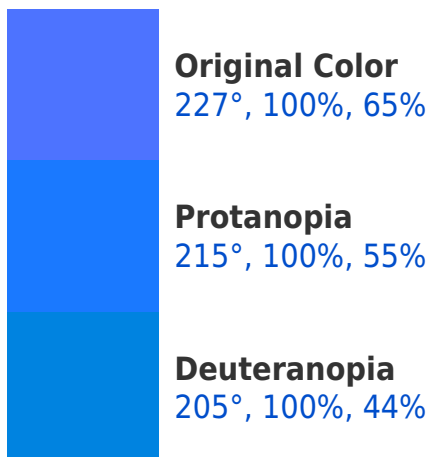 Original Color
227°, 100%, 65%
Protanopia
215°, 100%, 55%
Deuteranopia
205°, 100%, 44%